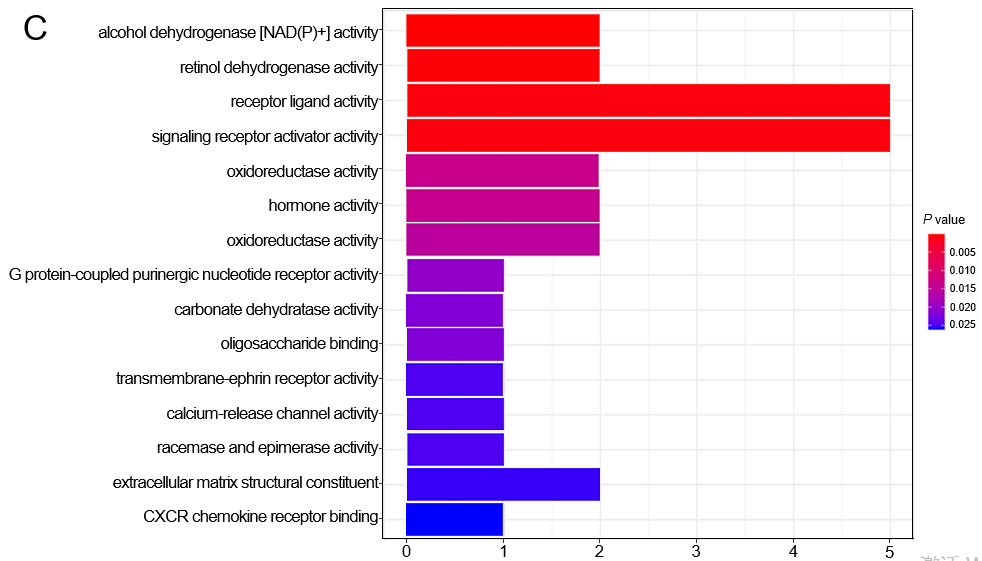 C
alcohol dehydrogenase [NAD(P)+] activity
retinol dehydrogenase activity
receptor ligand activity
signaling receptor activator activity
oxidoreductase activity
hormone activity
oxidoreductase activity
G protein-coupled purinergic nucleotide receptor activity
carbonate dehydratase activity
oligosaccharide binding
transmembrane-ephrin receptor activity
calcium-release channel activity
racemase and epimerase activity
extracellular matrix structural constituent
CXCR chemokine receptor binding
0 1 2 3 4 5
P value
0.005
0.010
0.015
0.020
0.025
激活